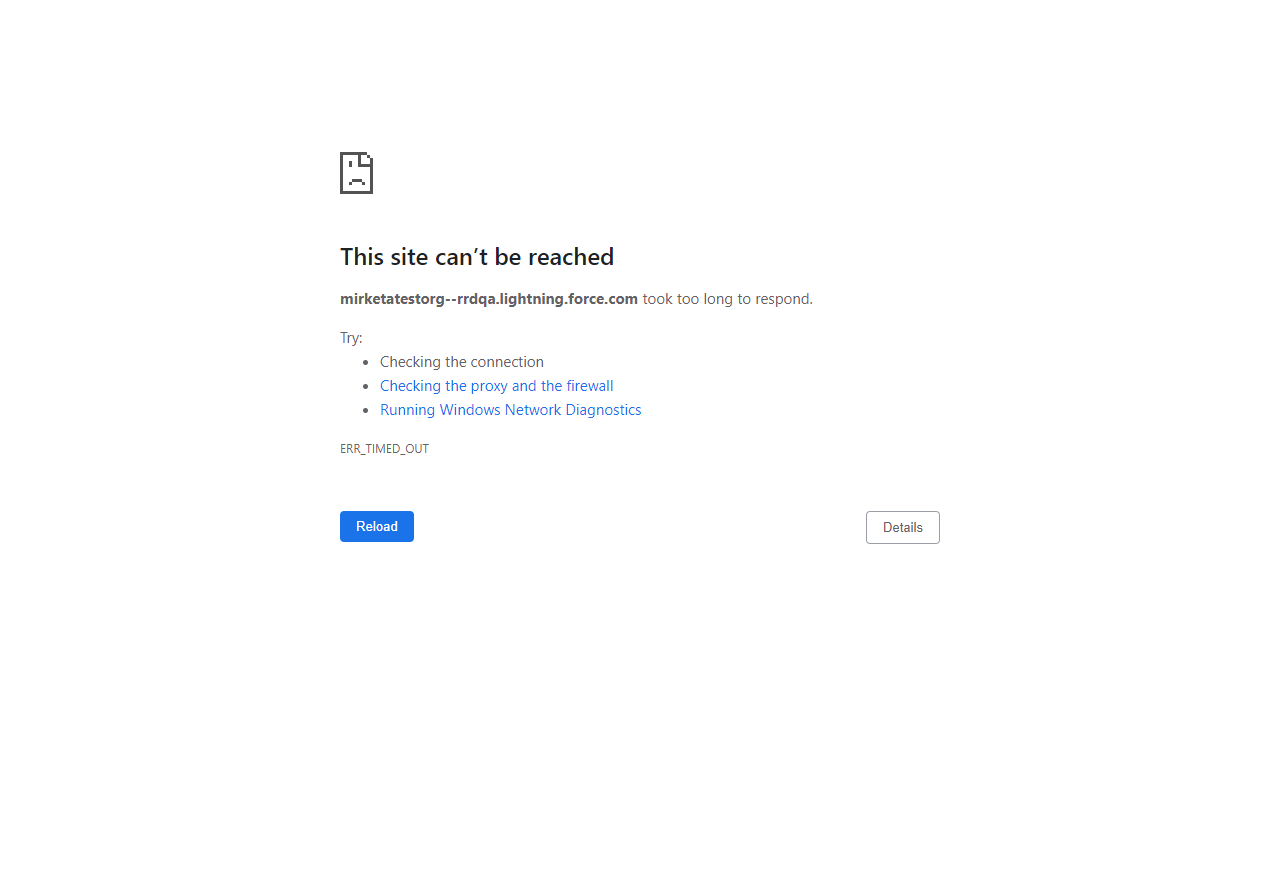 This site can’t be reached
mirketatestorg--rrdqa.lightning.force.com took too long to respond.
Try:
Checking the connection
Checking the proxy and the firewall
Running Windows Network Diagnostics
ERR_TIMED_OUT
Reload
Details